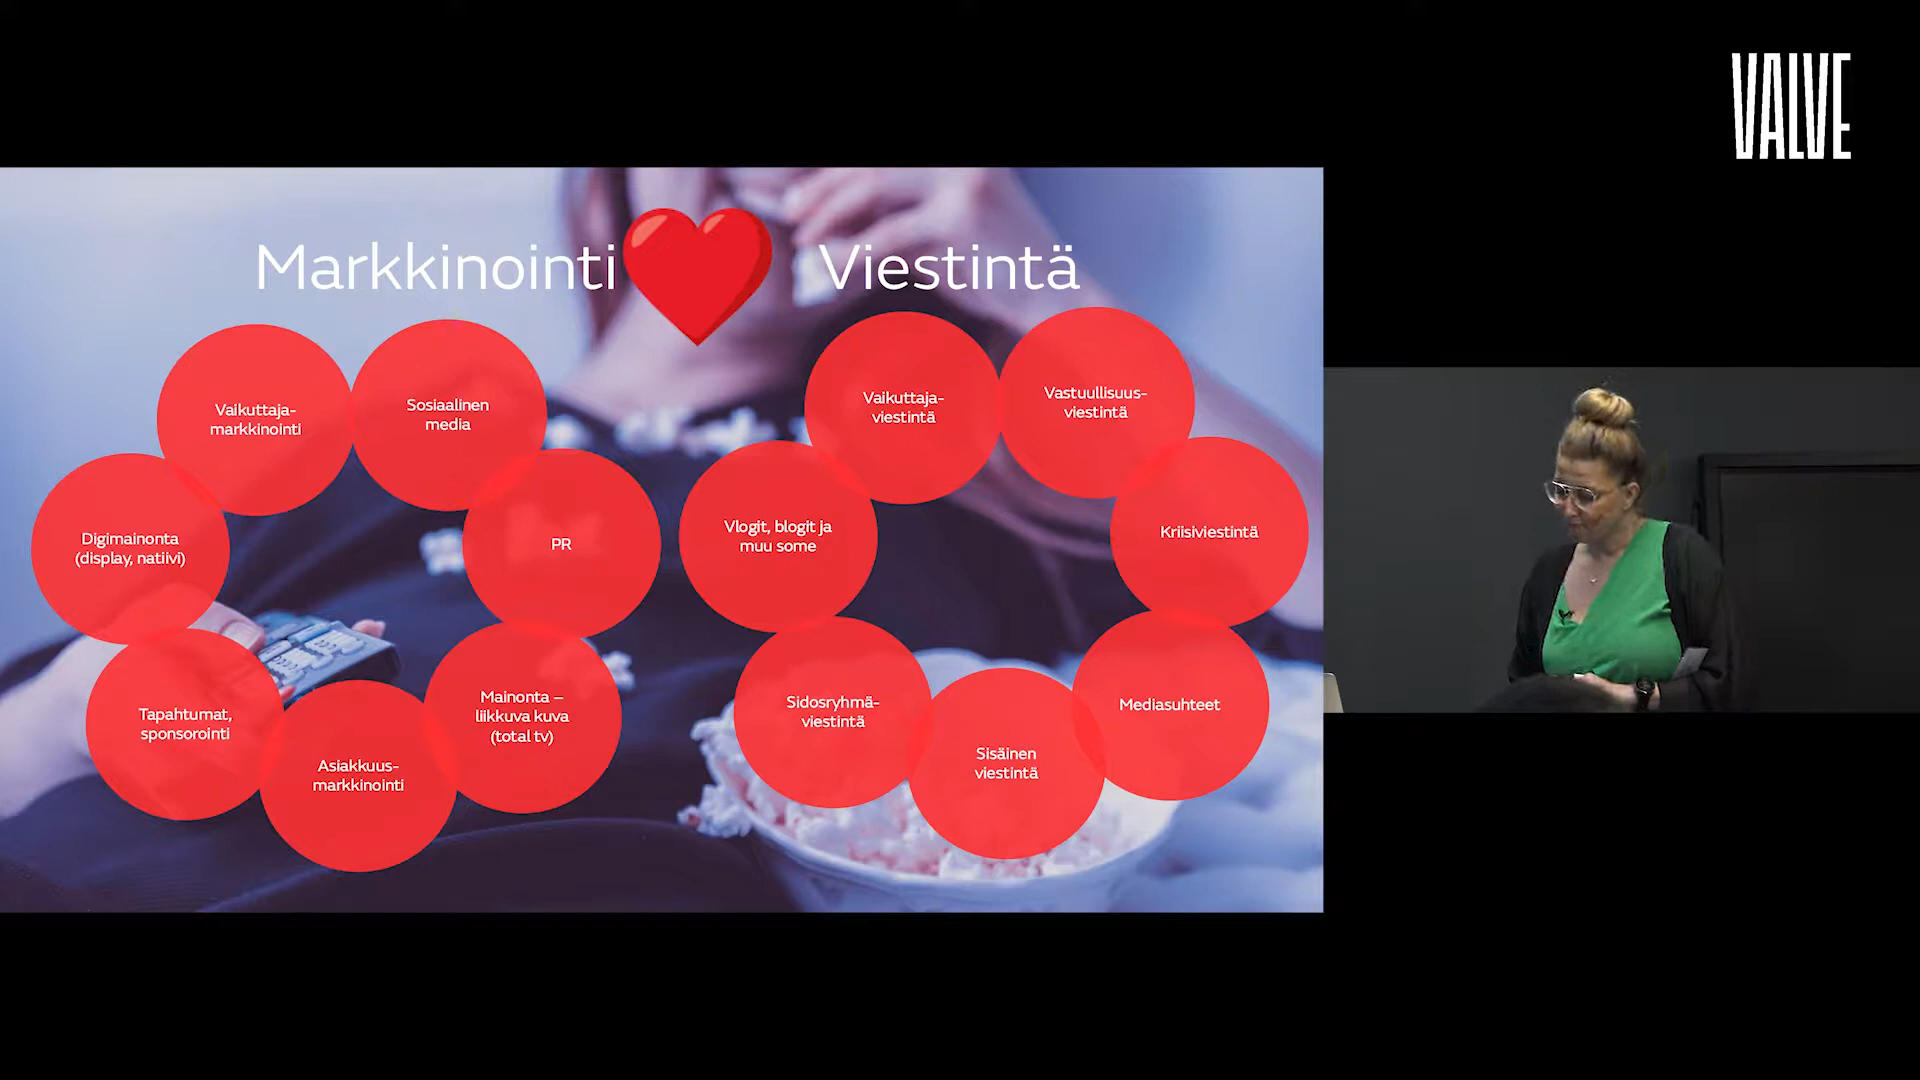 VALVE
Markkinointi Viestintä
Vaikuttaja-
markkinointi
Sosiaalinen
media
PR
Mainonta –
liikkuva kuva
(total tv)
Asiakkuus-
markkinointi
Tapahtumat,
sponsorointi
Digimainonta
(display, natiivi)
Vaikuttaja-
viestintä
Vastuullisuus-
viestintä
Kriisiviestintä
Mediasuhteet
Sisäinen
viestintä
Sidosryhmä-
viestintä
Vlogit, blogit ja
muu some